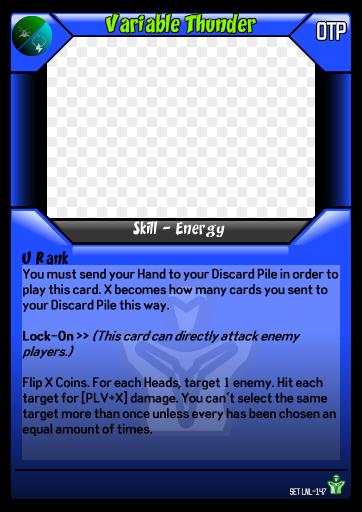 Variable Thunder
OTP
Skill - Energy
U Rank
You must send your Hand to your Discard Pile in order to
play this card. X becomes how many cards you sent to
your Discard Pile this way.
Lock-On >> (This card can directly attack enemy
players.)
Flip X Coins. For each Heads, target 1 enemy. Hit each
target for [PLV+X] damage. You can't select the same
target more than once unless every has been chosen an
equal amount of times.
SET LNL-147